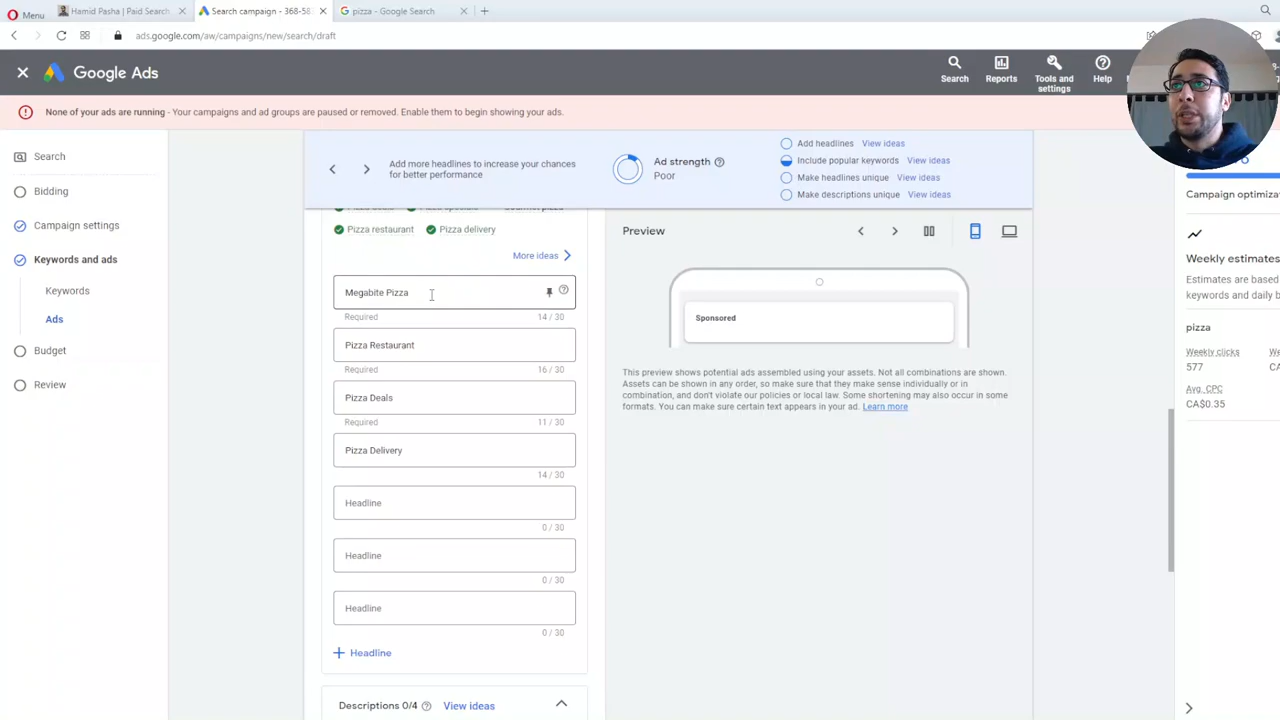 Menu
Hamid Pasha | Paid Search
Search campaign - 368-58
pizza - Google Search
ads.google.com/aw/campaigns/new/search/draft
Google Ads
Search
Reports
Tools and
settings
Help
None of your ads are running - Your campaigns and ad groups are paused or removed. Enable them to begin showing your ads.
Search
Bidding
Campaign settings
Keywords and ads
Keywords
Ads
Budget
Review
Add more headlines to increase your chances
for better performance
Ad strength
Poor
Add headlines View ideas
Include popular keywords View ideas
Make headlines unique View ideas
Make descriptions unique View ideas
Pizza restaurant
Pizza delivery
More ideas
Megabite Pizza
Required 14 / 30
Pizza Restaurant
Required 16 / 30
Pizza Deals
Required 11 / 30
Pizza Delivery
14 / 30
Headline
0 / 30
Headline
0 / 30
Headline
0 / 30
Headline
Descriptions 0/4 View ideas
Preview
Sponsored
This preview shows potential ads assembled using your assets. Not all combinations are shown.
Assets can be shown in any order, so make sure that they make sense individually or in
combination, and don't violate our policies or local law. Some shortening may also occur in some
formats. You can make sure certain text appears in your ad. Learn more
Campaign optimiza
Weekly estimates
Estimates are based
keywords and daily b
pizza
Weekly clicks
577
Avg. CPC
CA$0.35